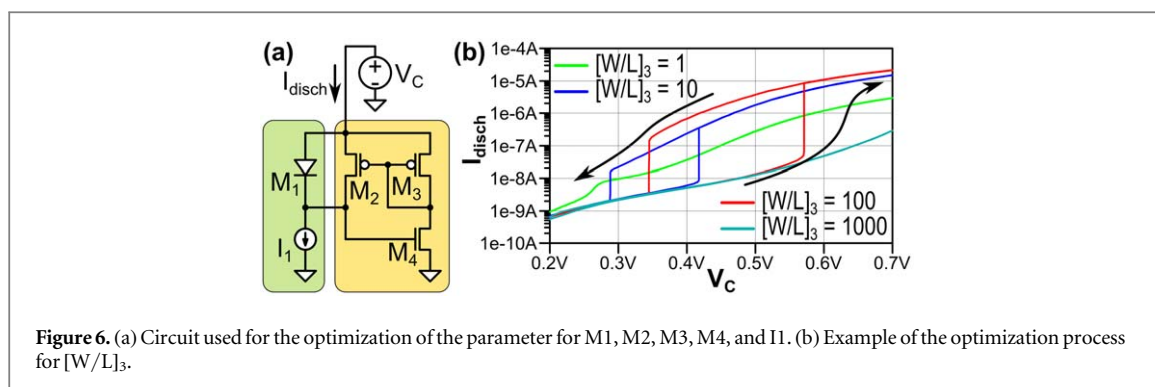 (a)
I_disch
V_C
M_1
M_2
M_3
M_4
I_1
(b)
1e-4A
1e-5A
1e-6A
1e-7A
1e-8A
1e-9A
1e-10A
I_disch
[W/L]_3 = 1
[W/L]_3 = 10
[W/L]_3 = 100
[W/L]_3 = 1000
0.2V 0.3V 0.4V 0.5V 0.6V 0.7V
V_C
Figure 6. (a) Circuit used for the optimization of the parameter for M1, M2, M3, M4, and I1. (b) Example of the optimization process
for [W/L]_3.